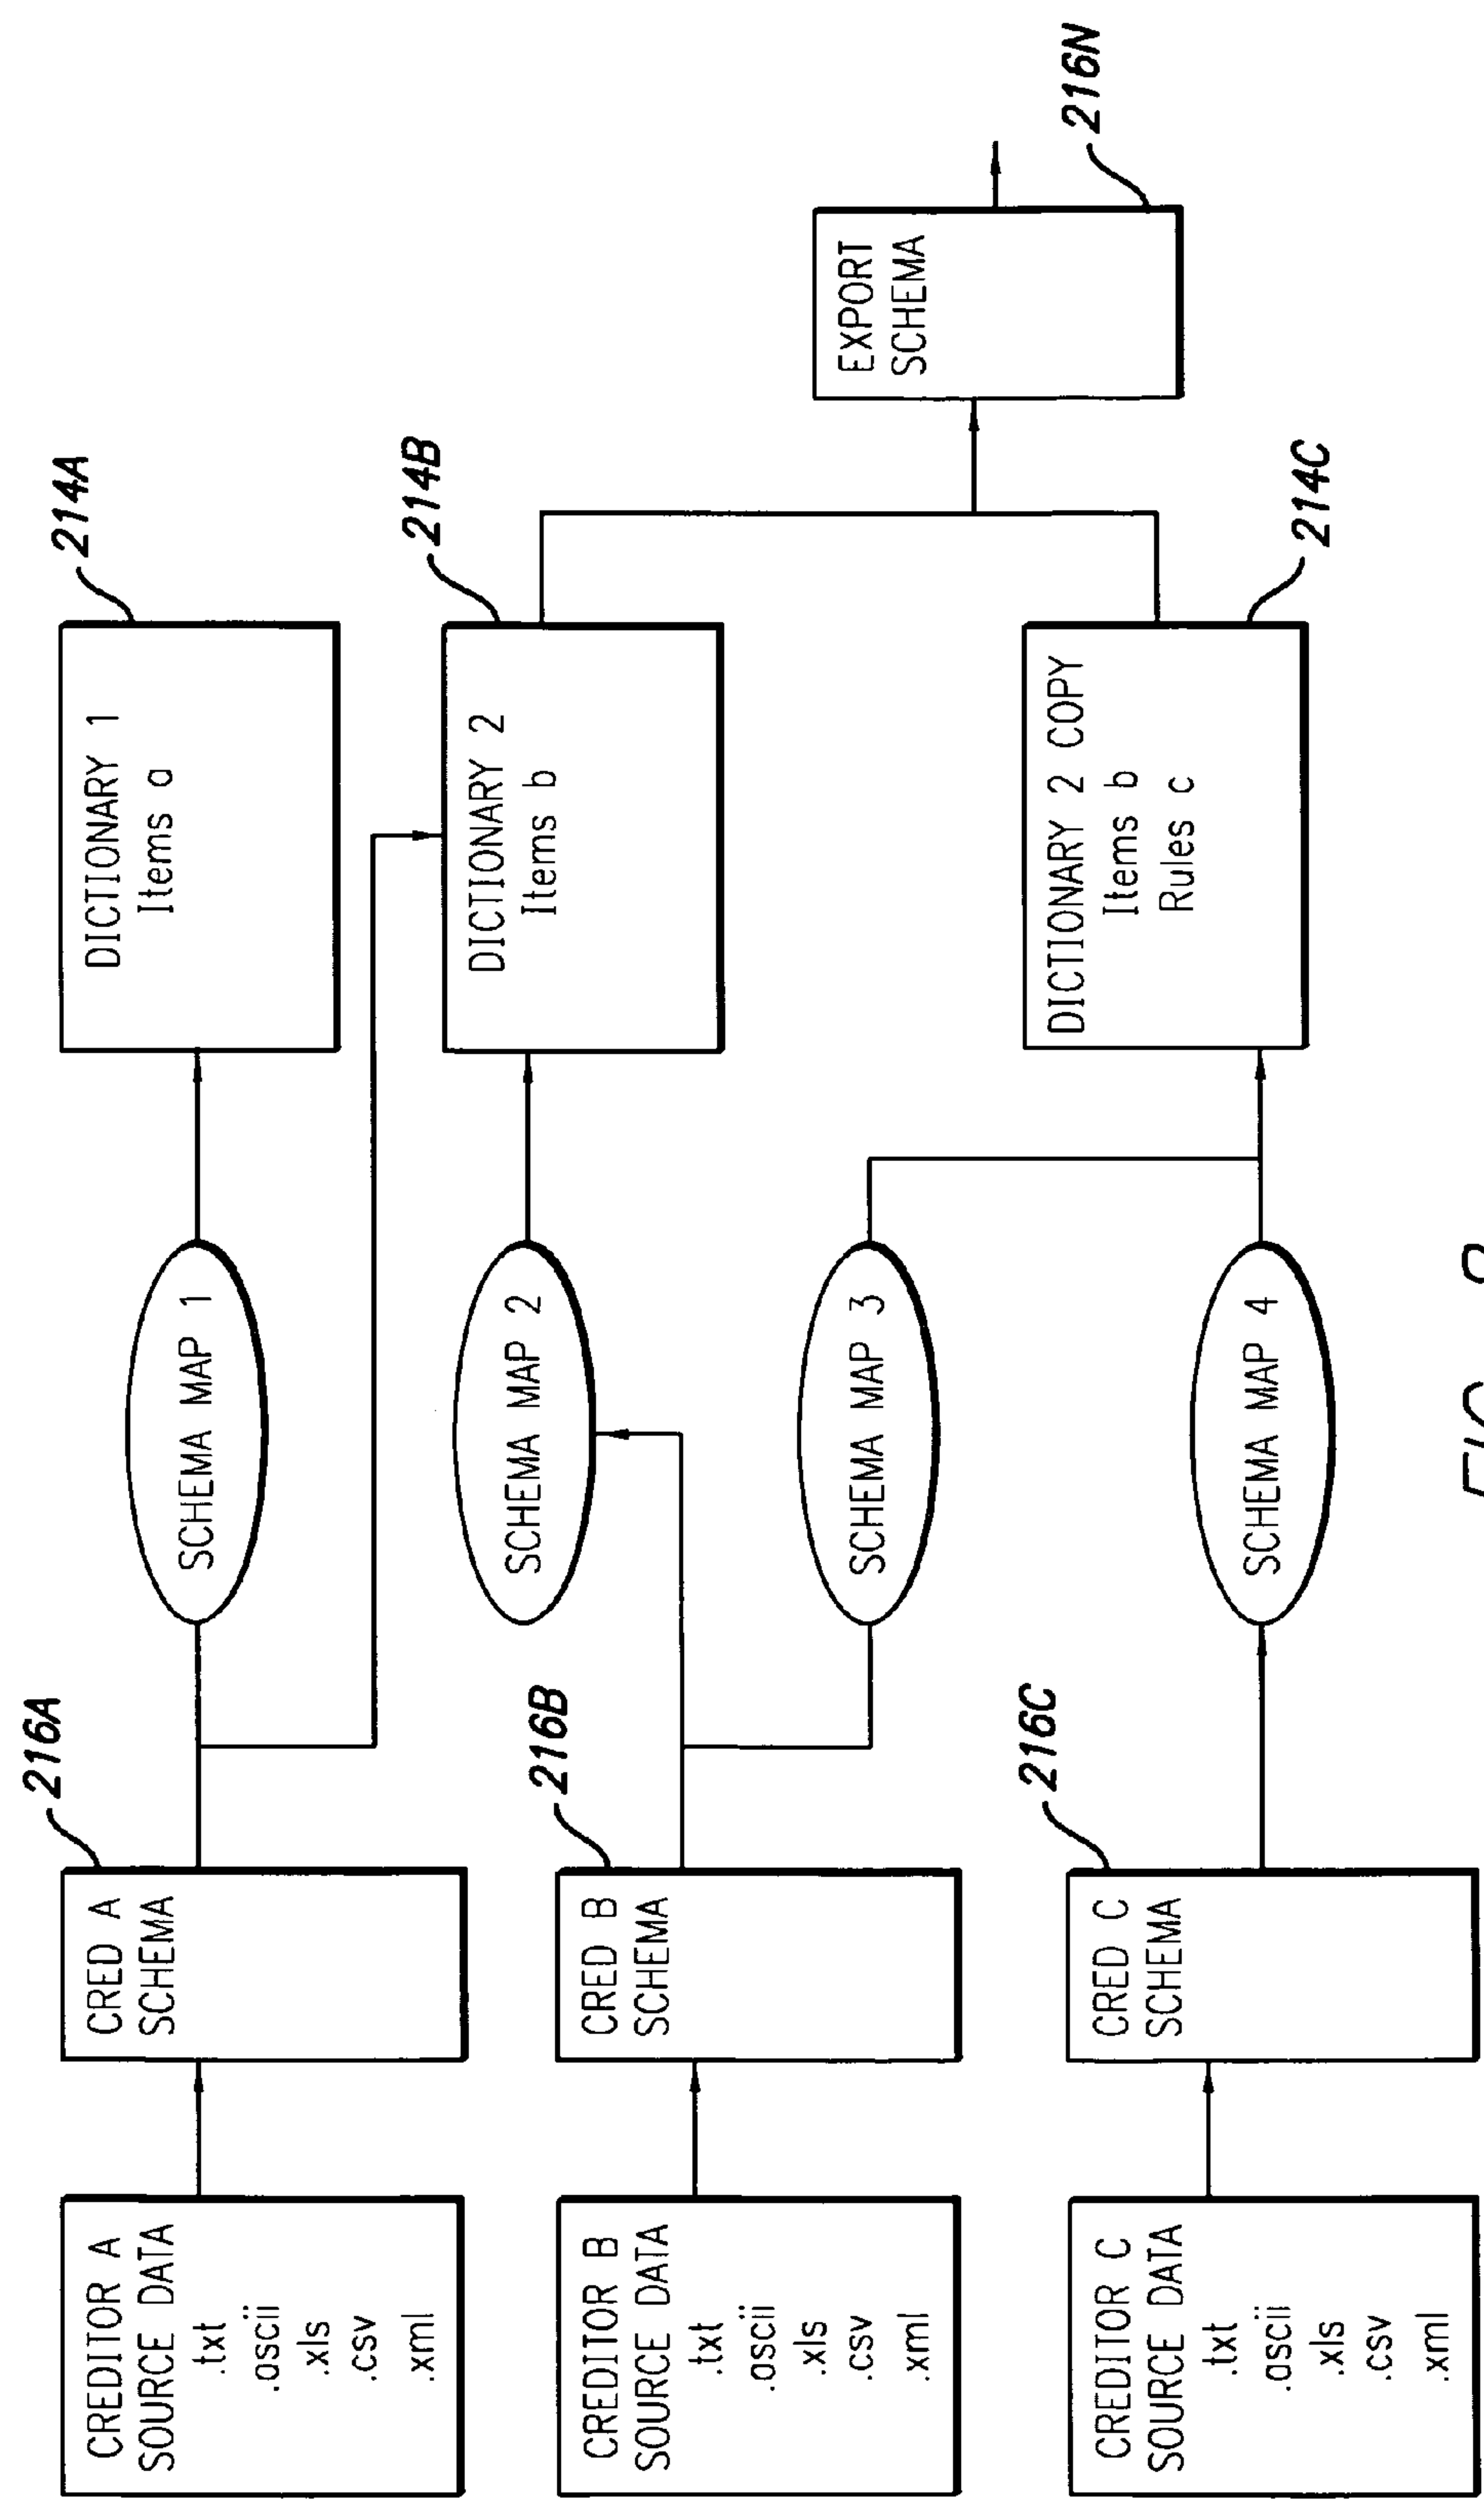 CREDITOR A
SOURCE DATA
.txt
.ascii
.xls
.csv
.xml
216A
CRED A
SCHEMA
SCHEMA MAP 1
214A
DICTIONARY 1
Items a
CREDITOR B
SOURCE DATA
.txt
.ascii
.xls
.csv
.xml
216B
CRED B
SCHEMA
SCHEMA MAP 2
SCHEMA MAP 3
214B
DICTIONARY 2
Items b
CREDITOR C
SOURCE DATA
.txt
.ascii
.xls
.csv
.xml
216C
CRED C
SCHEMA
SCHEMA MAP 4
DICTIONARY 2 COPY
Items b
Rules c
214C
EXPORT
SCHEMA
216N